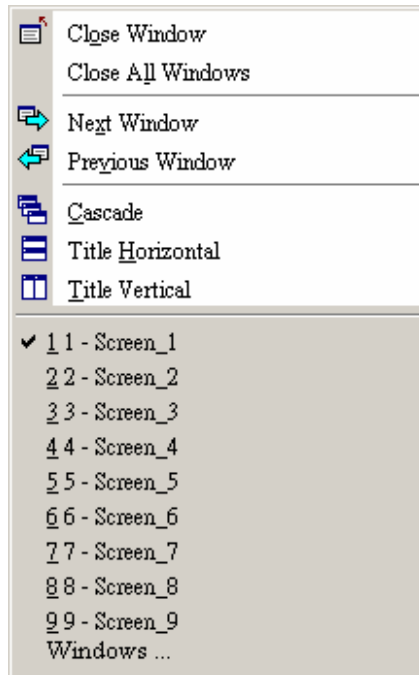 Close Window
Close All Windows
Next Window
Previous Window
Cascade
Title Horizontal
Title Vertical
1 1 - Screen_1
2 2 - Screen_2
3 3 - Screen_3
4 4 - Screen_4
5 5 - Screen_5
6 6 - Screen_6
7 7 - Screen_7
8 8 - Screen_8
9 9 - Screen_9
Windows ...